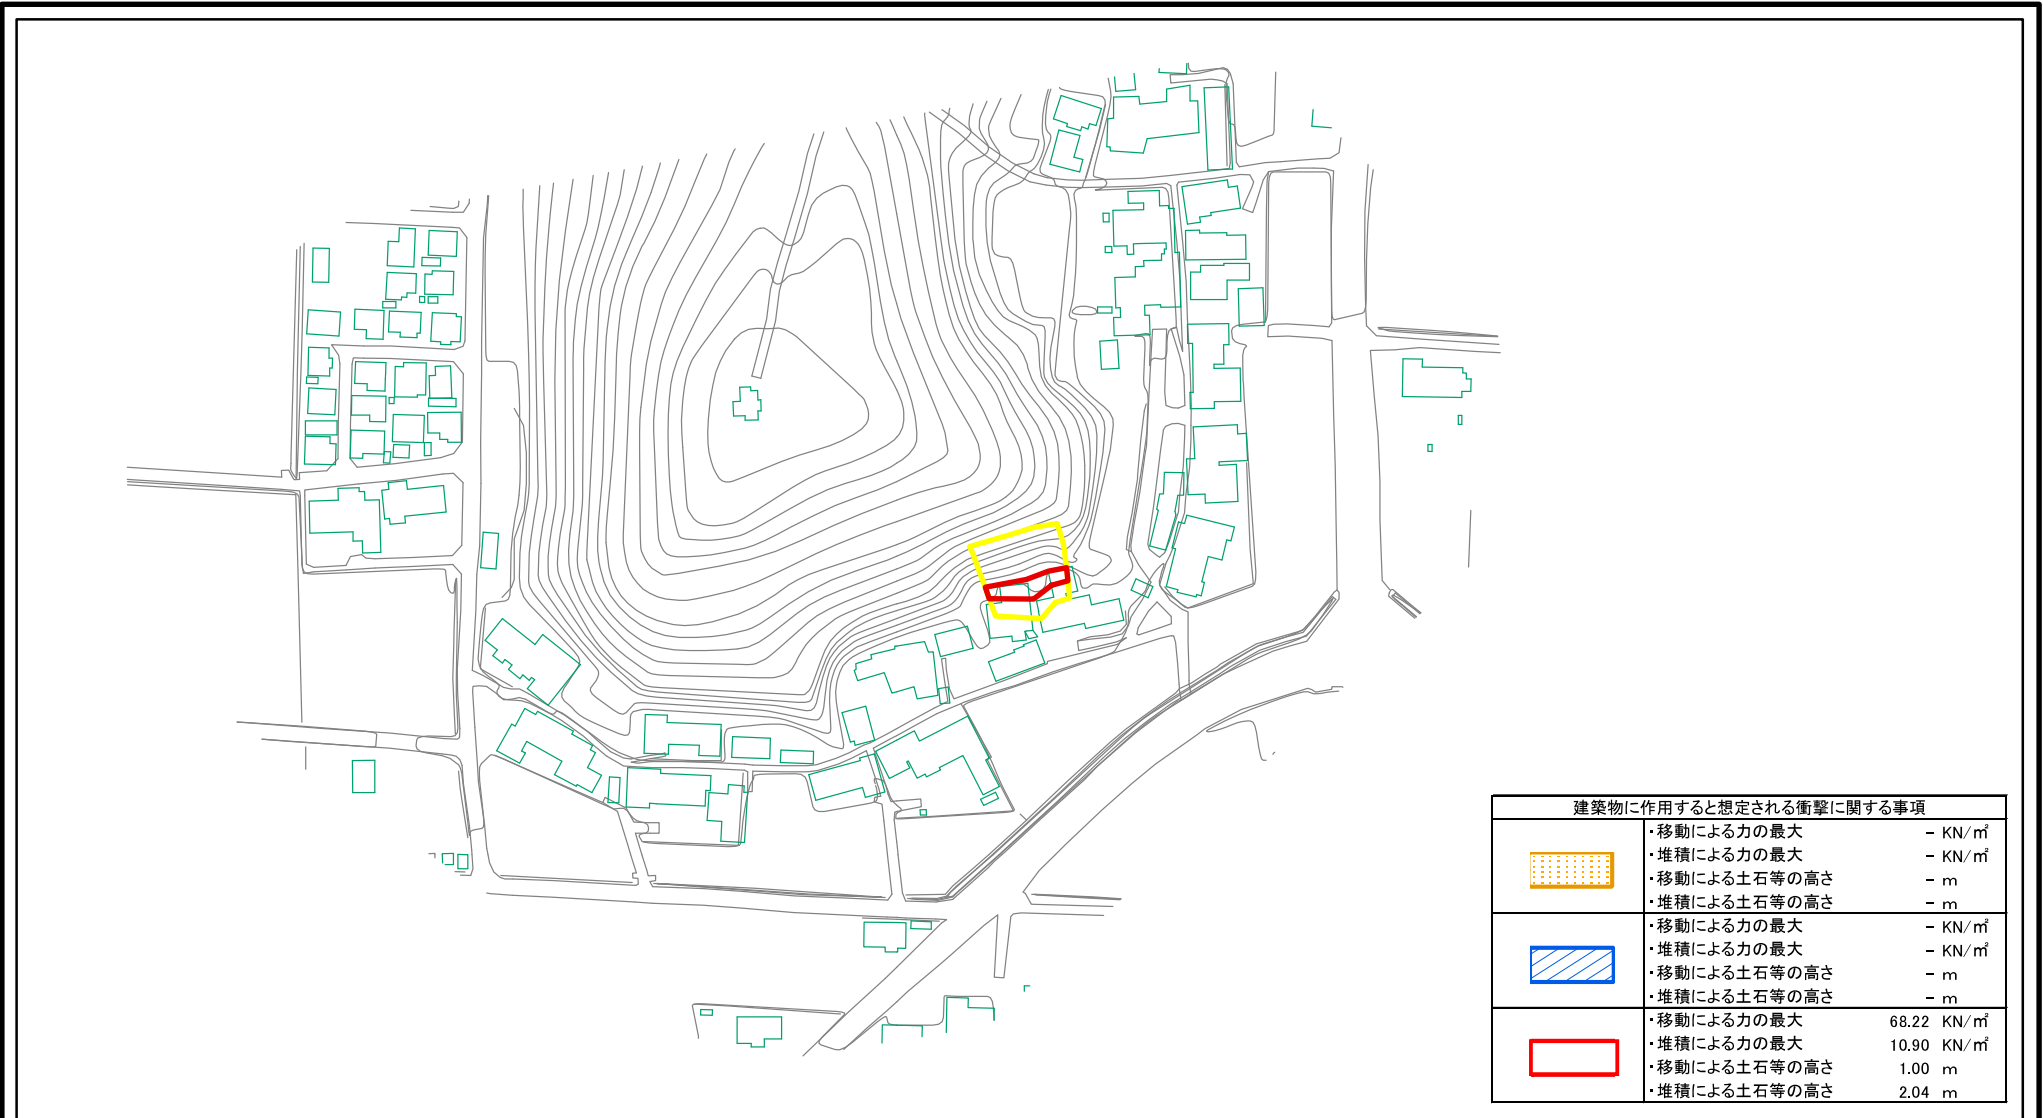 建築物に作用すると想定される衝撃に関する事項
・移動による力の最大 － KN/㎡
・堆積による力の最大 － KN/㎡
・移動による土石等の高さ － m
・堆積による土石等の高さ － m
・移動による力の最大 － KN/㎡
・堆積による力の最大 － KN/㎡
・移動による土石等の高さ － m
・堆積による土石等の高さ － m
・移動による力の最大 68.22 KN/㎡
・堆積による力の最大 10.90 KN/㎡
・移動による土石等の高さ 1.00 m
・堆積による土石等の高さ 2.04 m